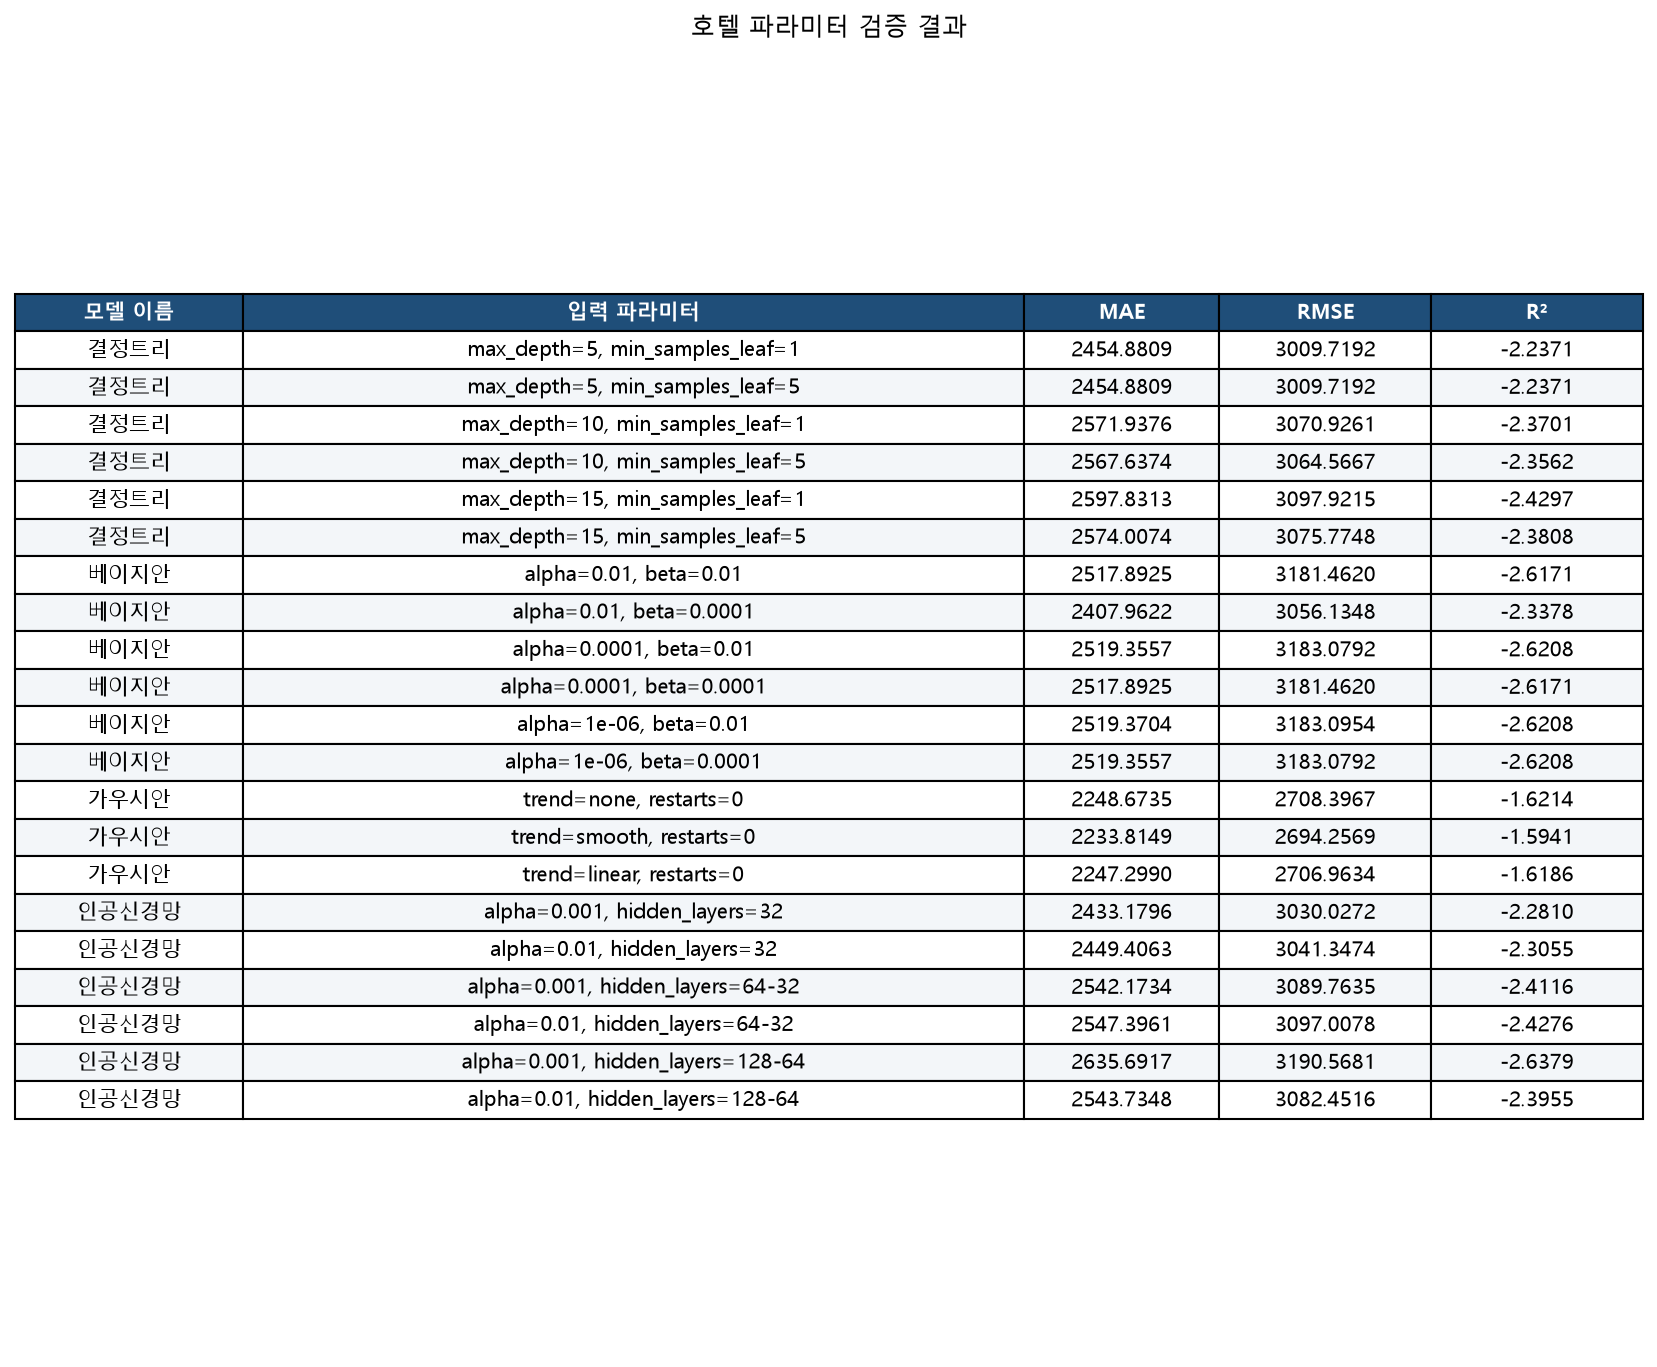 호텔 파라미터 검증 결과
모델 이름 입력 파라미터 MAE RMSE R²
결정트리 max_depth=5, min_samples_leaf=1 2454.8809 3009.7192 -2.2371
결정트리 max_depth=5, min_samples_leaf=5 2454.8809 3009.7192 -2.2371
결정트리 max_depth=10, min_samples_leaf=1 2571.9376 3070.9261 -2.3701
결정트리 max_depth=10, min_samples_leaf=5 2567.6374 3064.5667 -2.3562
결정트리 max_depth=15, min_samples_leaf=1 2597.8313 3097.9215 -2.4297
결정트리 max_depth=15, min_samples_leaf=5 2574.0074 3075.7748 -2.3808
베이지안 alpha=0.01, beta=0.01 2517.8925 3181.4620 -2.6171
베이지안 alpha=0.01, beta=0.0001 2407.9622 3056.1348 -2.3378
베이지안 alpha=0.0001, beta=0.01 2519.3557 3183.0792 -2.6208
베이지안 alpha=0.0001, beta=0.0001 2517.8925 3181.4620 -2.6171
베이지안 alpha=1e-06, beta=0.01 2519.3704 3183.0954 -2.6208
베이지안 alpha=1e-06, beta=0.0001 2519.3557 3183.0792 -2.6208
가우시안 trend=none, restarts=0 2248.6735 2708.3967 -1.6214
가우시안 trend=smooth, restarts=0 2233.8149 2694.2569 -1.5941
가우시안 trend=linear, restarts=0 2247.2990 2706.9634 -1.6186
인공신경망 alpha=0.001, hidden_layers=32 2433.1796 3030.0272 -2.2810
인공신경망 alpha=0.01, hidden_layers=32 2449.4063 3041.3474 -2.3055
인공신경망 alpha=0.001, hidden_layers=64-32 2542.1734 3089.7635 -2.4116
인공신경망 alpha=0.01, hidden_layers=64-32 2547.3961 3097.0078 -2.4276
인공신경망 alpha=0.001, hidden_layers=128-64 2635.6917 3190.5681 -2.6379
인공신경망 alpha=0.01, hidden_layers=128-64 2543.7348 3082.4516 -2.3955